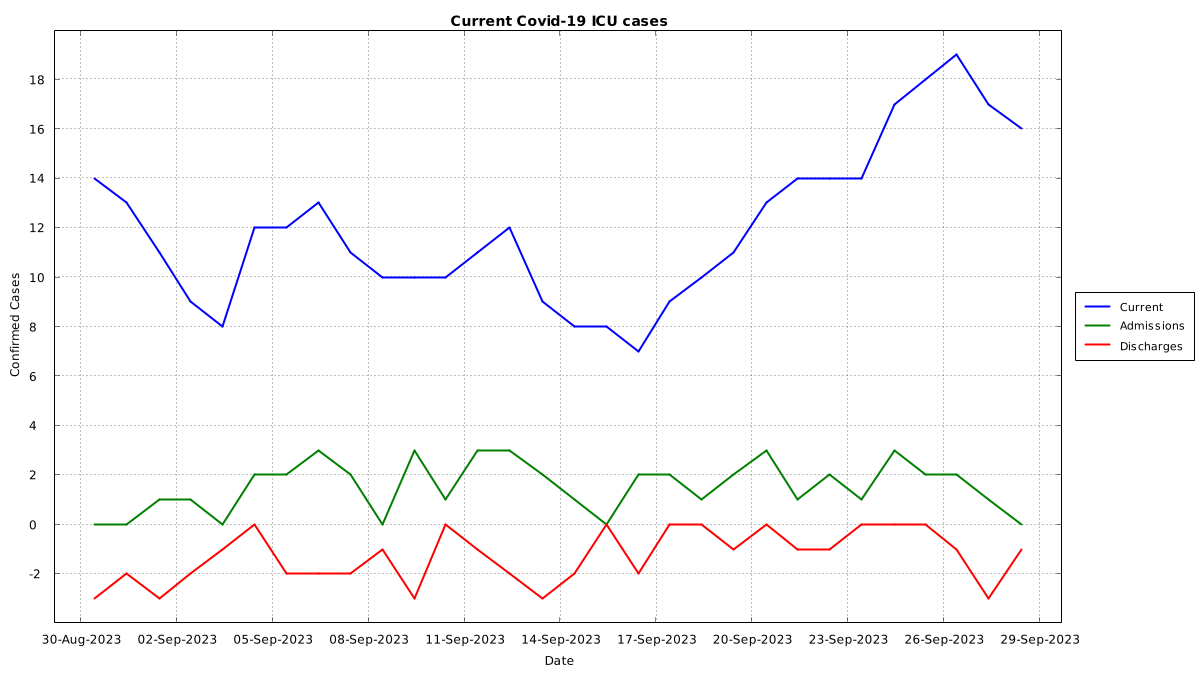 Current Covid-19 ICU cases
Confirmed Cases
18
16
14
12
10
8
6
4
2
0
-2
30-Aug-2023 02-Sep-2023 05-Sep-2023 08-Sep-2023 11-Sep-2023 14-Sep-2023 17-Sep-2023 20-Sep-2023 23-Sep-2023 26-Sep-2023 29-Sep-2023
Date
Current
Admissions
Discharges